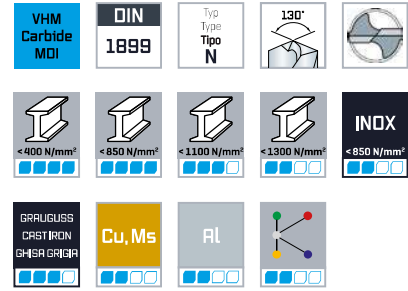 VHM
Carbide
MDI
DIN
1899
Typ
Type
Tipo
N
130°
<400 N/mm²
<850 N/mm²
<1100 N/mm²
<1300 N/mm²
INOX
<850 N/mm²
GRAUGUSS
CAST IRON
GHISA GRIGIA
Cu, Ms
Al